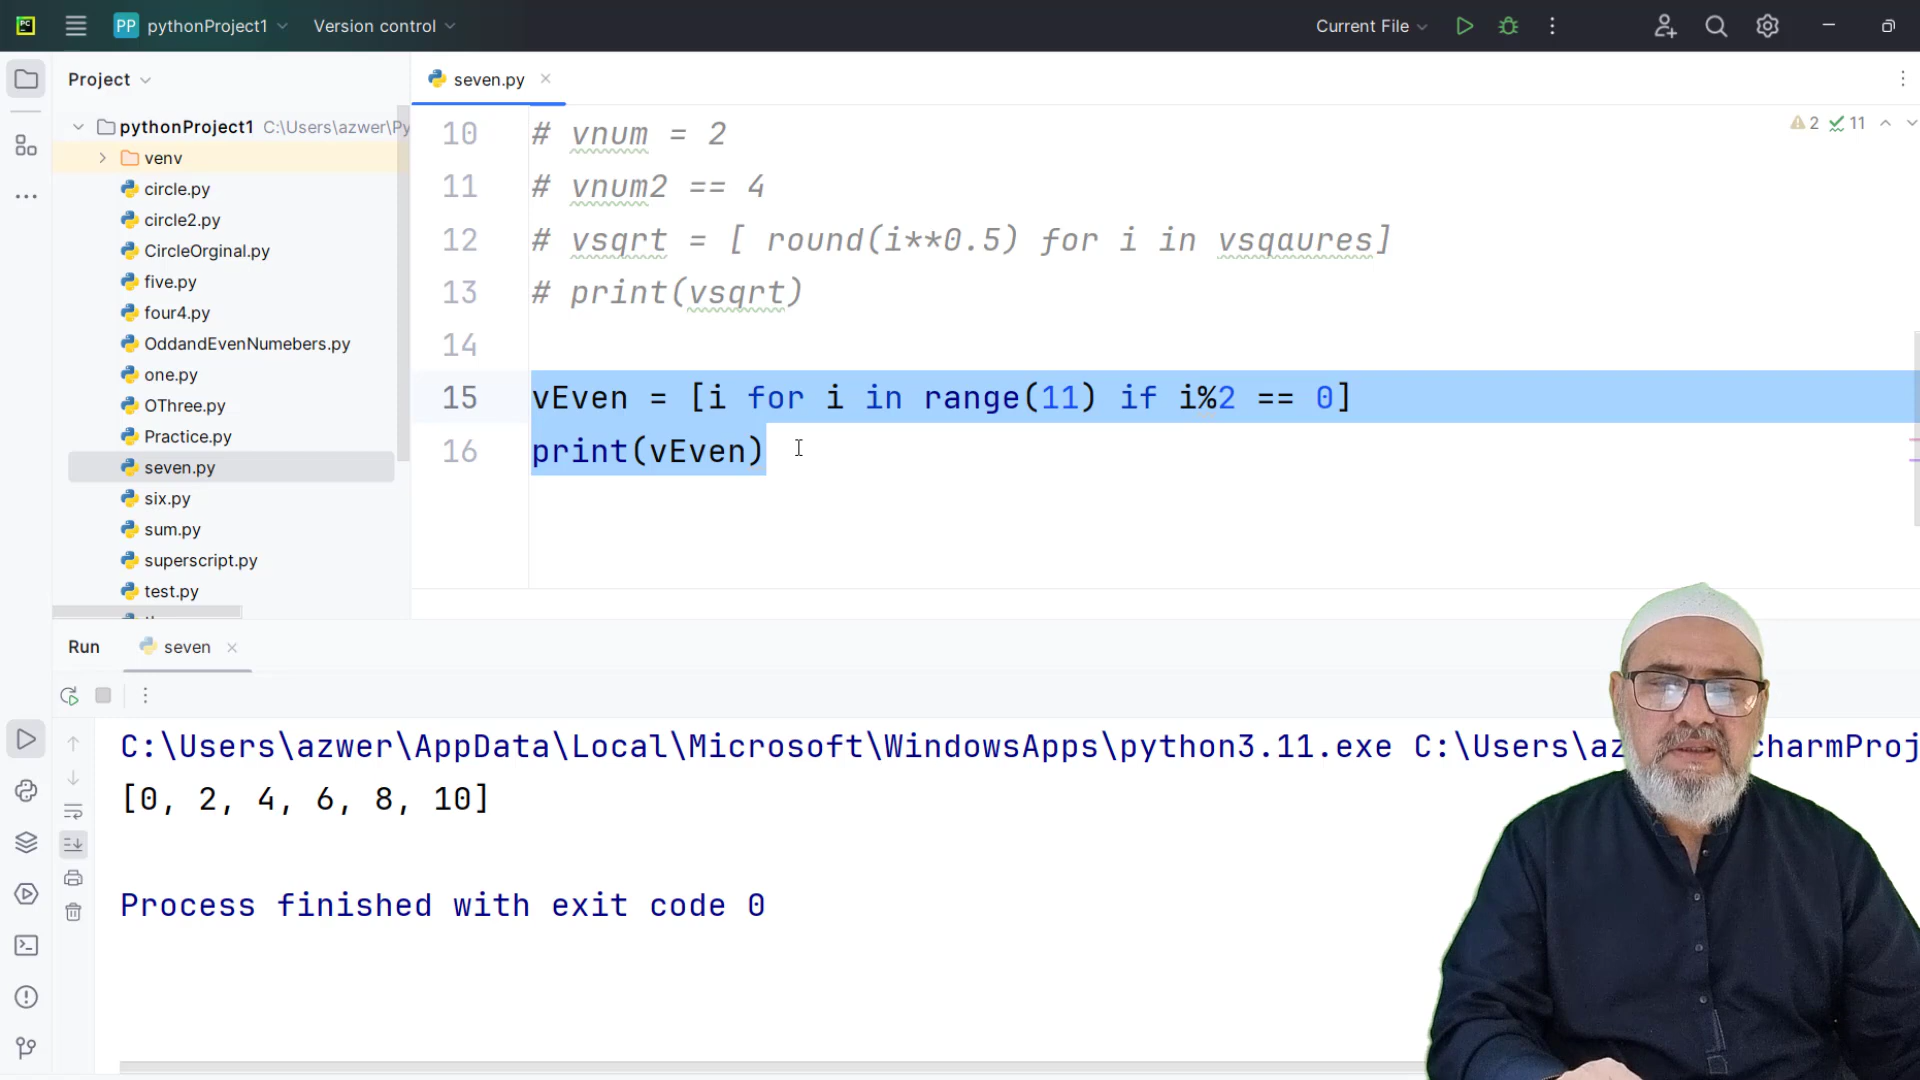 PC PP pythonProject1 Version control Current File
Project
seven.py
pythonProject1 C:\Users\azwer\Py
venv
circle.py
circle2.py
CircleOrginal.py
five.py
four4.py
OddandEvenNumebers.py
one.py
OThree.py
Practice.py
seven.py
six.py
sum.py
superscript.py
test.py
2 11
10 # vnum = 2
11 # vnum2 == 4
12 # vsqrt = [ round(i**0.5) for i in vsqaures]
13 # print(vsqrt)
14
15 vEven = [i for i in range(11) if i%2 == 0]
16 print(vEven)
Run seven
C:\Users\azwer\AppData\Local\Microsoft\WindowsApps\python3.11.exe C:\Users\az charmProj
[0, 2, 4, 6, 8, 10]
Process finished with exit code 0